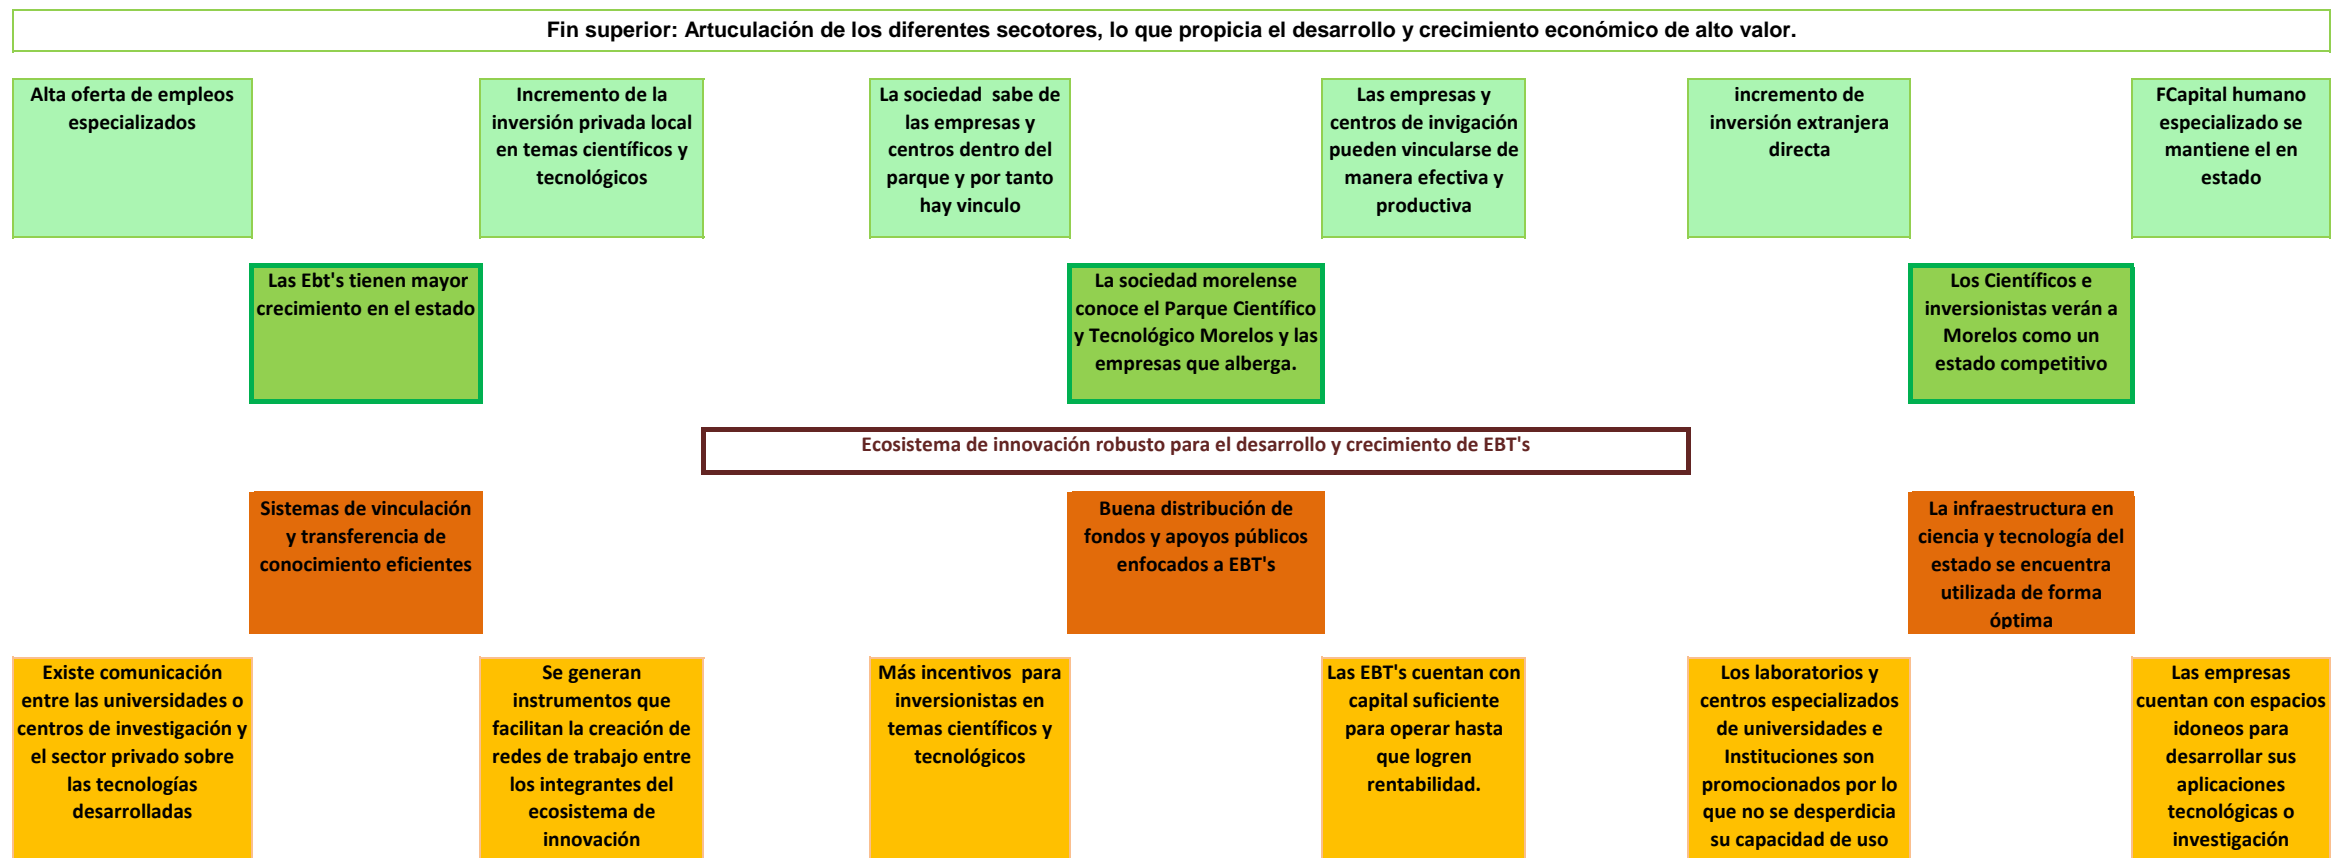 Fin superior: Artuculación de los diferentes secotores, lo que propicia el desarrollo y crecimiento económico de alto valor.
Alta oferta de empleos
especializados
Incremento de la
inversión privada local
en temas científicos y
tecnológicos
La sociedad sabe de
las empresas y
centros dentro del
parque y por tanto
hay vinculo
Las empresas y
centros de invigación
pueden vincularse de
manera efectiva y
productiva
incremento de
inversión extranjera
directa
FCapital humano
especializado se
mantiene el en
estado
Las Ebt's tienen mayor
crecimiento en el estado
La sociedad morelense
conoce el Parque Científico
y Tecnológico Morelos y las
empresas que alberga.
Los Científicos e
inversionistas verán a
Morelos como un
estado competitivo
Ecosistema de innovación robusto para el desarrollo y crecimiento de EBT's
Sistemas de vinculación
y transferencia de
conocimiento eficientes
Buena distribución de
fondos y apoyos públicos
enfocados a EBT's
La infraestructura en
ciencia y tecnología del
estado se encuentra
utilizada de forma
óptima
Existe comunicación
entre las universidades o
centros de investigación y
el sector privado sobre
las tecnologías
desarrolladas
Se generan
instrumentos que
facilitan la creación de
redes de trabajo entre
los integrantes del
ecosistema de
innovación
Más incentivos para
inversionistas en
temas científicos y
tecnológicos
Las EBT's cuentan con
capital suficiente
para operar hasta
que logren
rentabilidad.
Los laboratorios y
centros especializados
de universidades e
Instituciones son
promocionados por lo
que no se desperdicia
su capacidad de uso
Las empresas
cuentan con espacios
idoneos para
desarrollar sus
aplicaciones
tecnológicas o
investigación